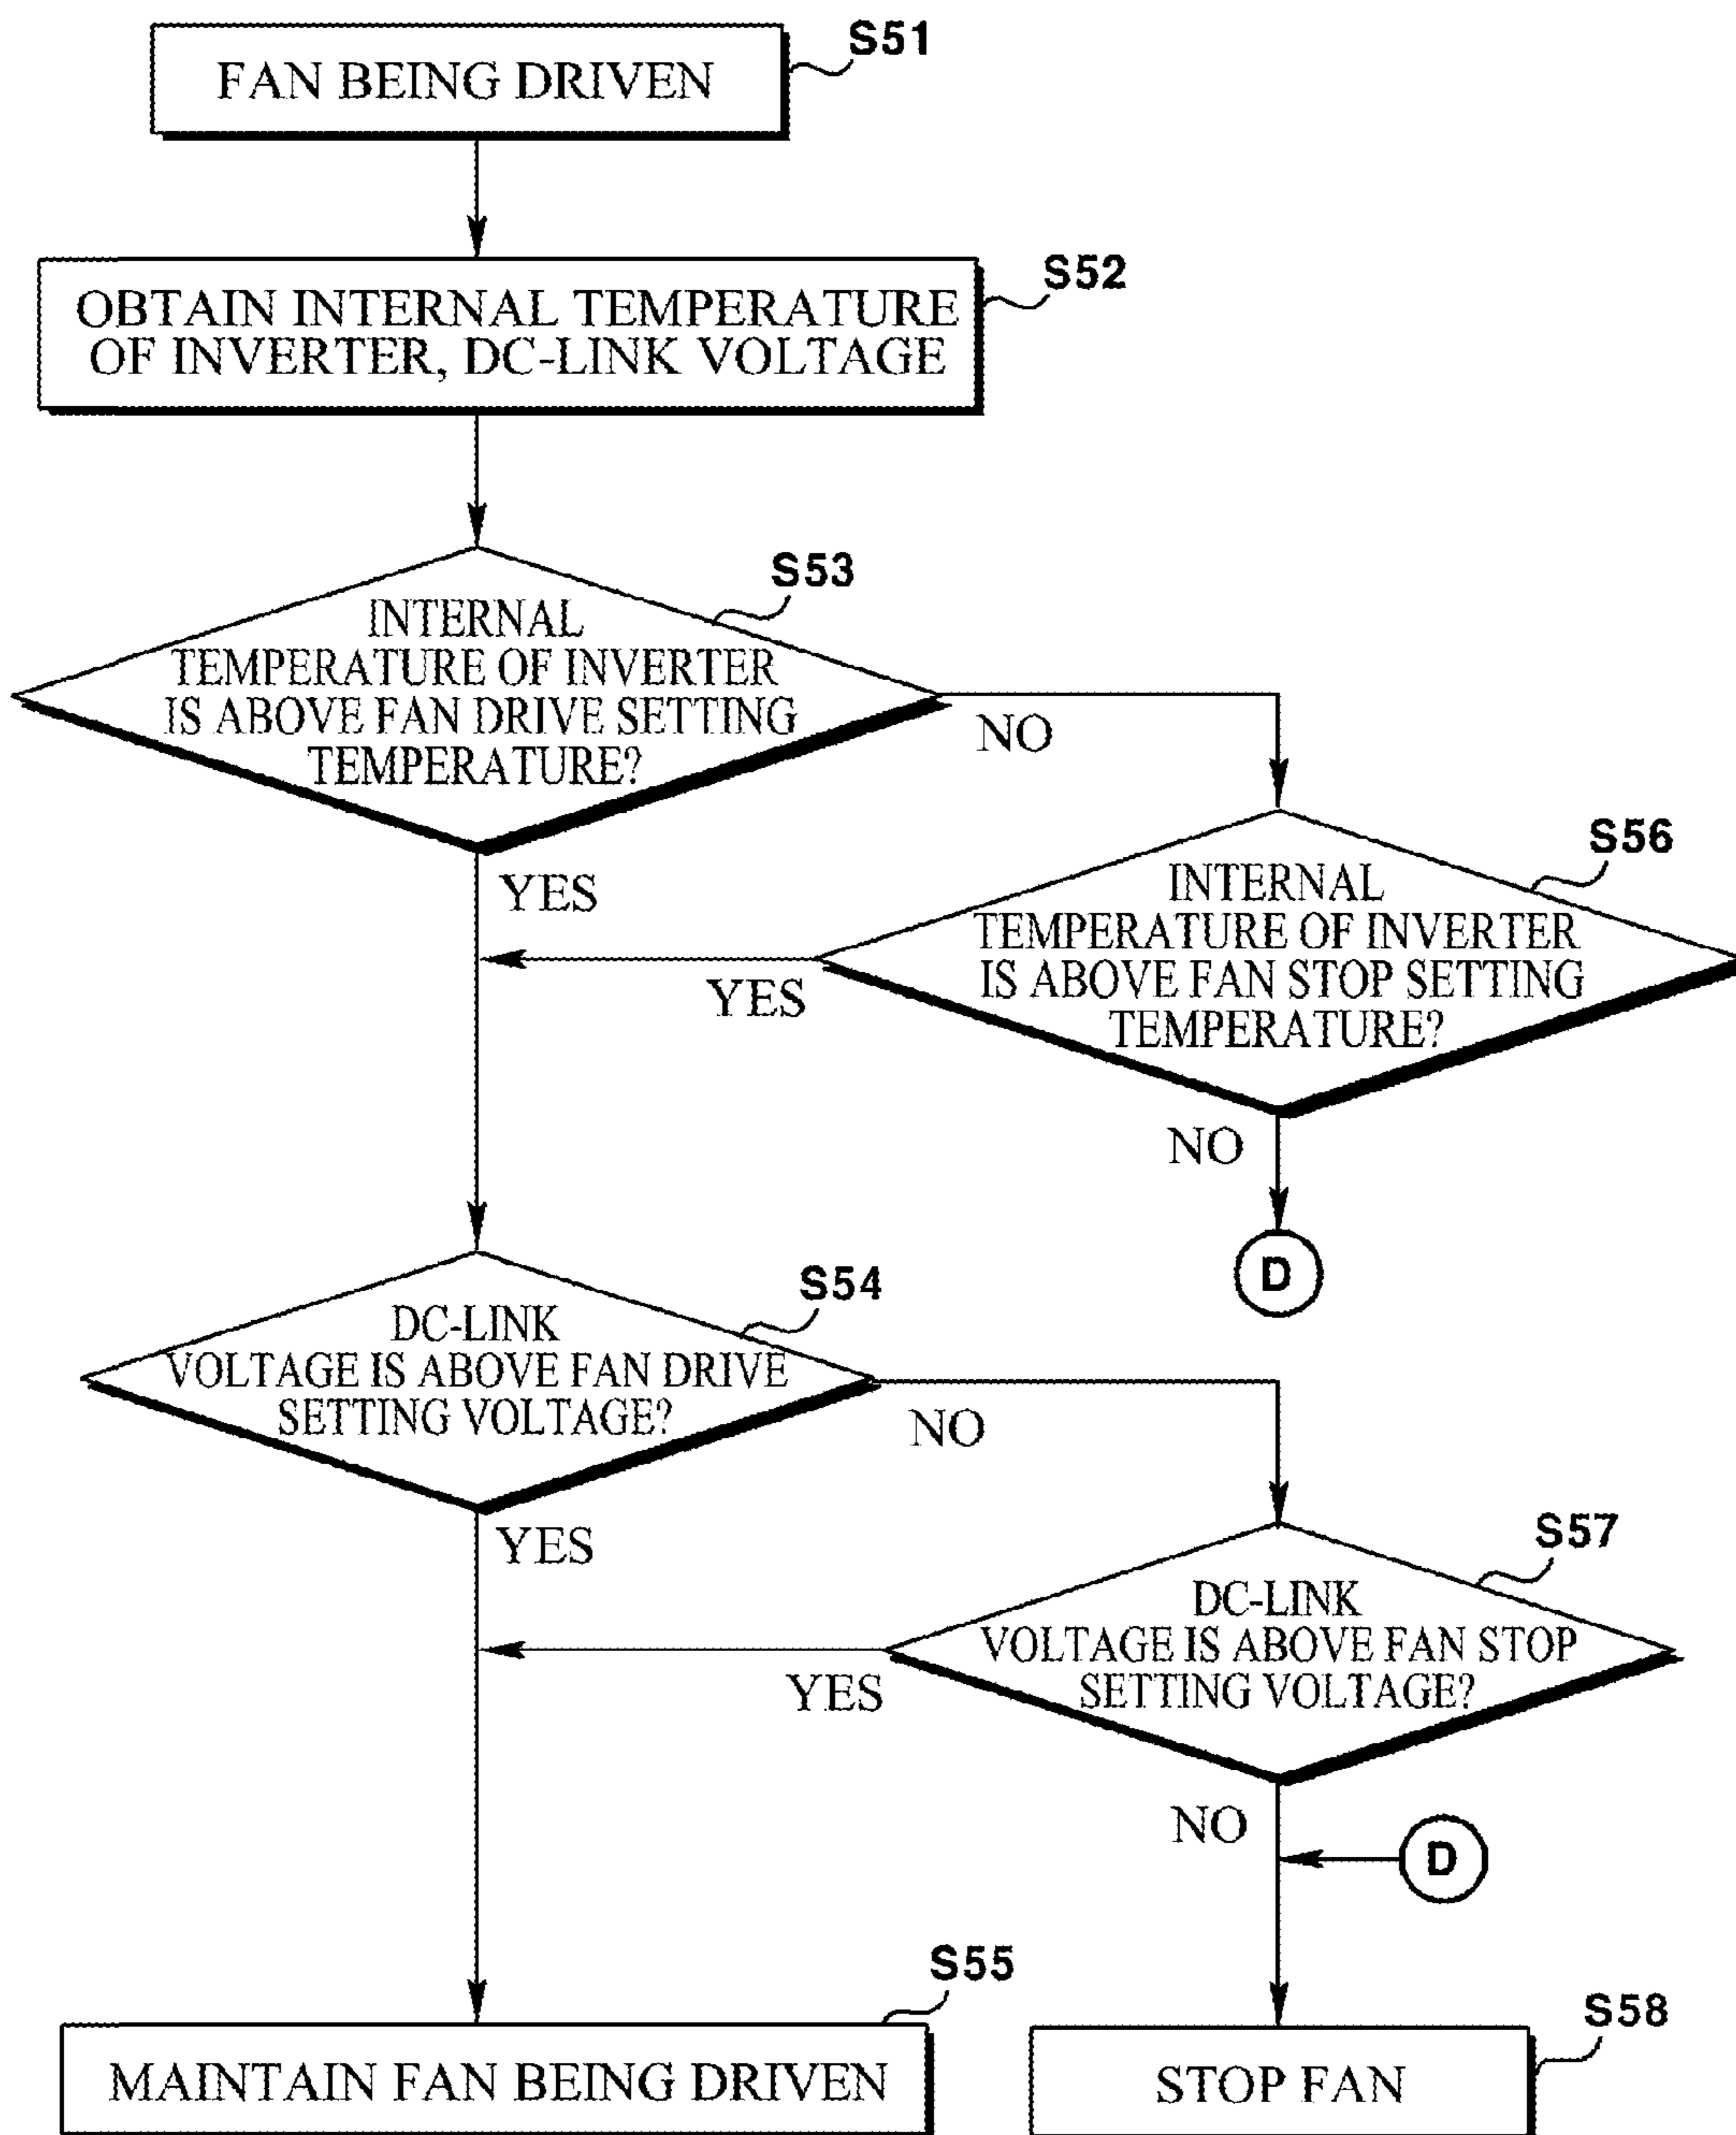 S51
FAN BEING DRIVEN
S52
OBTAIN INTERNAL TEMPERATURE
OF INVERTER, DC-LINK VOLTAGE
S53
INTERNAL
TEMPERATURE OF INVERTER
IS ABOVE FAN DRIVE SETTING
TEMPERATURE?
NO
YES
S56
INTERNAL
TEMPERATURE OF INVERTER
IS ABOVE FAN STOP SETTING
TEMPERATURE?
YES
NO
D
S54
DC-LINK
VOLTAGE IS ABOVE FAN DRIVE
SETTING VOLTAGE?
NO
YES
S57
DC-LINK
VOLTAGE IS ABOVE FAN STOP
SETTING VOLTAGE?
YES
NO
D
S55
MAINTAIN FAN BEING DRIVEN
S58
STOP FAN